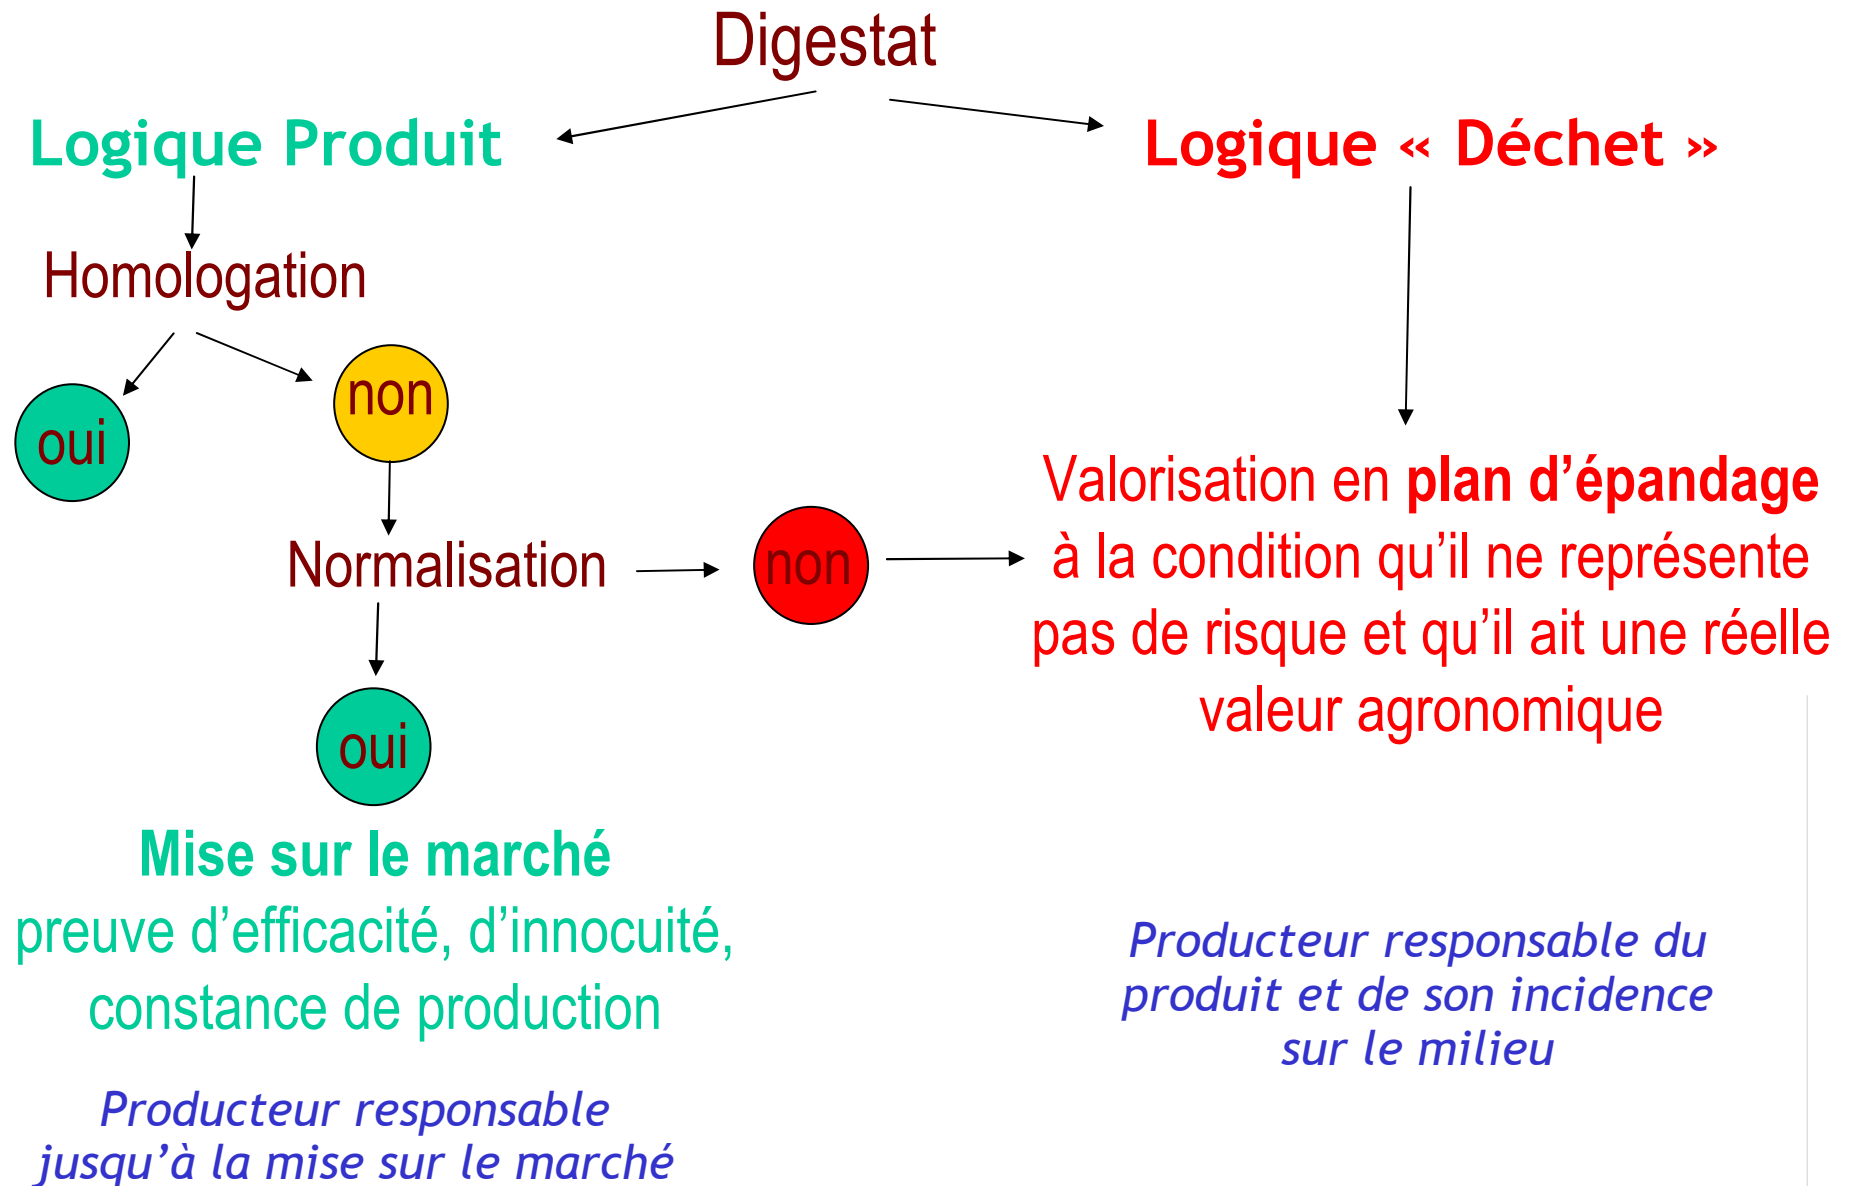 Digestat
Logique Produit
Logique « Déchet »
Homologation
oui
non
Normalisation
non
oui
Valorisation en plan d’épandage
à la condition qu’il ne représente
pas de risque et qu’il ait une réelle
valeur agronomique
Mise sur le marché
preuve d’efficacité, d’innocuité,
constance de production
Producteur responsable
jusqu’à la mise sur le marché
Producteur responsable du
produit et de son incidence
sur le milieu